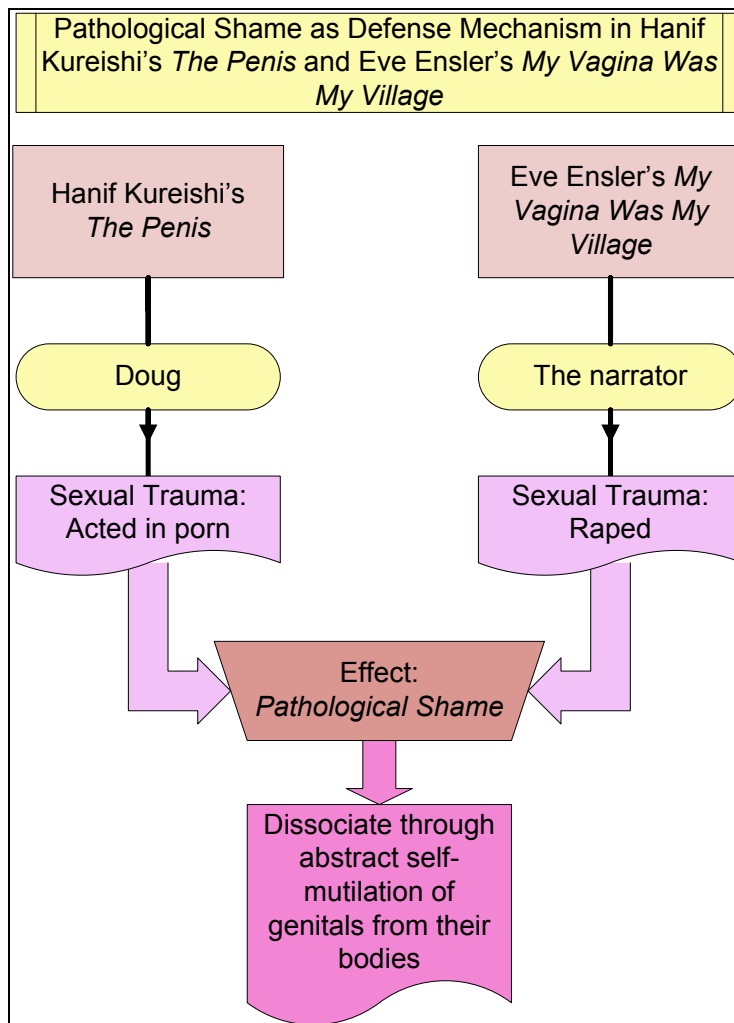 Pathological Shame as Defense Mechanism in Hanif
Kureishi's The Penis and Eve Ensler's My Vagina Was
My Village
Hanif Kureishi's
The Penis
Eve Ensler's My
Vagina Was My
Village
Doug
The narrator
Sexual Trauma:
Acted in porn
Sexual Trauma:
Raped
Effect:
Pathological Shame
Dissociate through
abstract self-
mutilation of
genitals from their
bodies